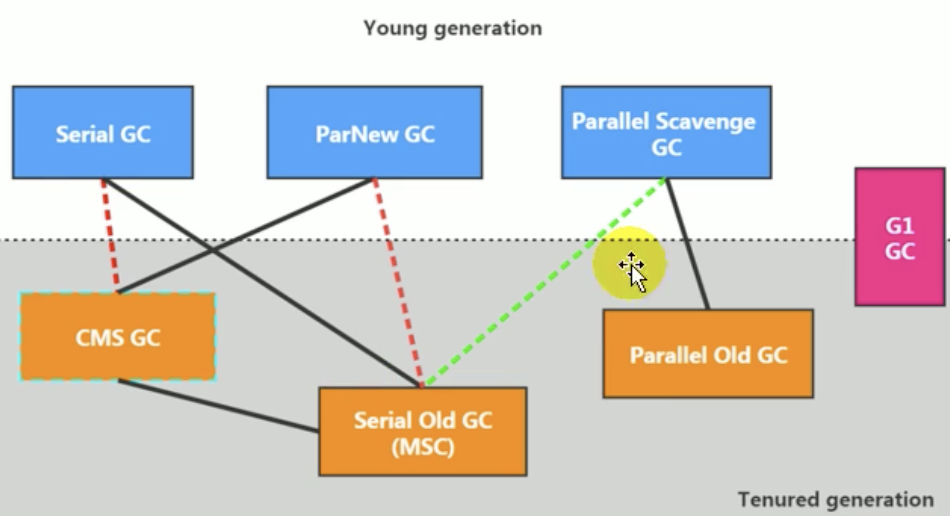 Young generation
Serial GC
ParNew GC
Parallel Scavenge
GC
G1
GC
CMS GC
Parallel Old GC
Serial Old GC
(MSC)
Tenured generation